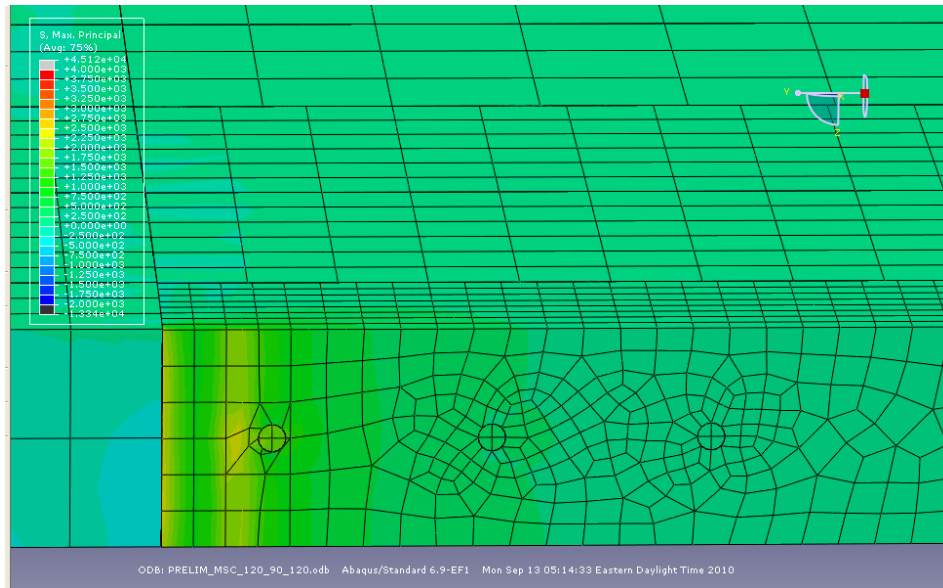 S, Max. Principal
(Avg: 75%)
+4.512e+04
+4.000e+03
+3.750e+03
+3.500e+03
+3.250e+03
+3.000e+03
+2.750e+03
+2.500e+03
+2.250e+03
+2.000e+03
+1.750e+03
+1.500e+03
+1.250e+03
+1.000e+03
+7.500e+02
+5.000e+02
+2.500e+02
+0.000e+00
-2.500e+02
-5.000e+02
-7.500e+02
-1.000e+03
-1.250e+03
-1.500e+03
-1.750e+03
-2.000e+03
-1.334e+04
Y
X
Z
ODB: PRELIM_MSC_120_90_120.odb Abaqus/Standard 6.9-EF1 Mon Sep 13 05:14:33 Eastern Daylight Time 2010